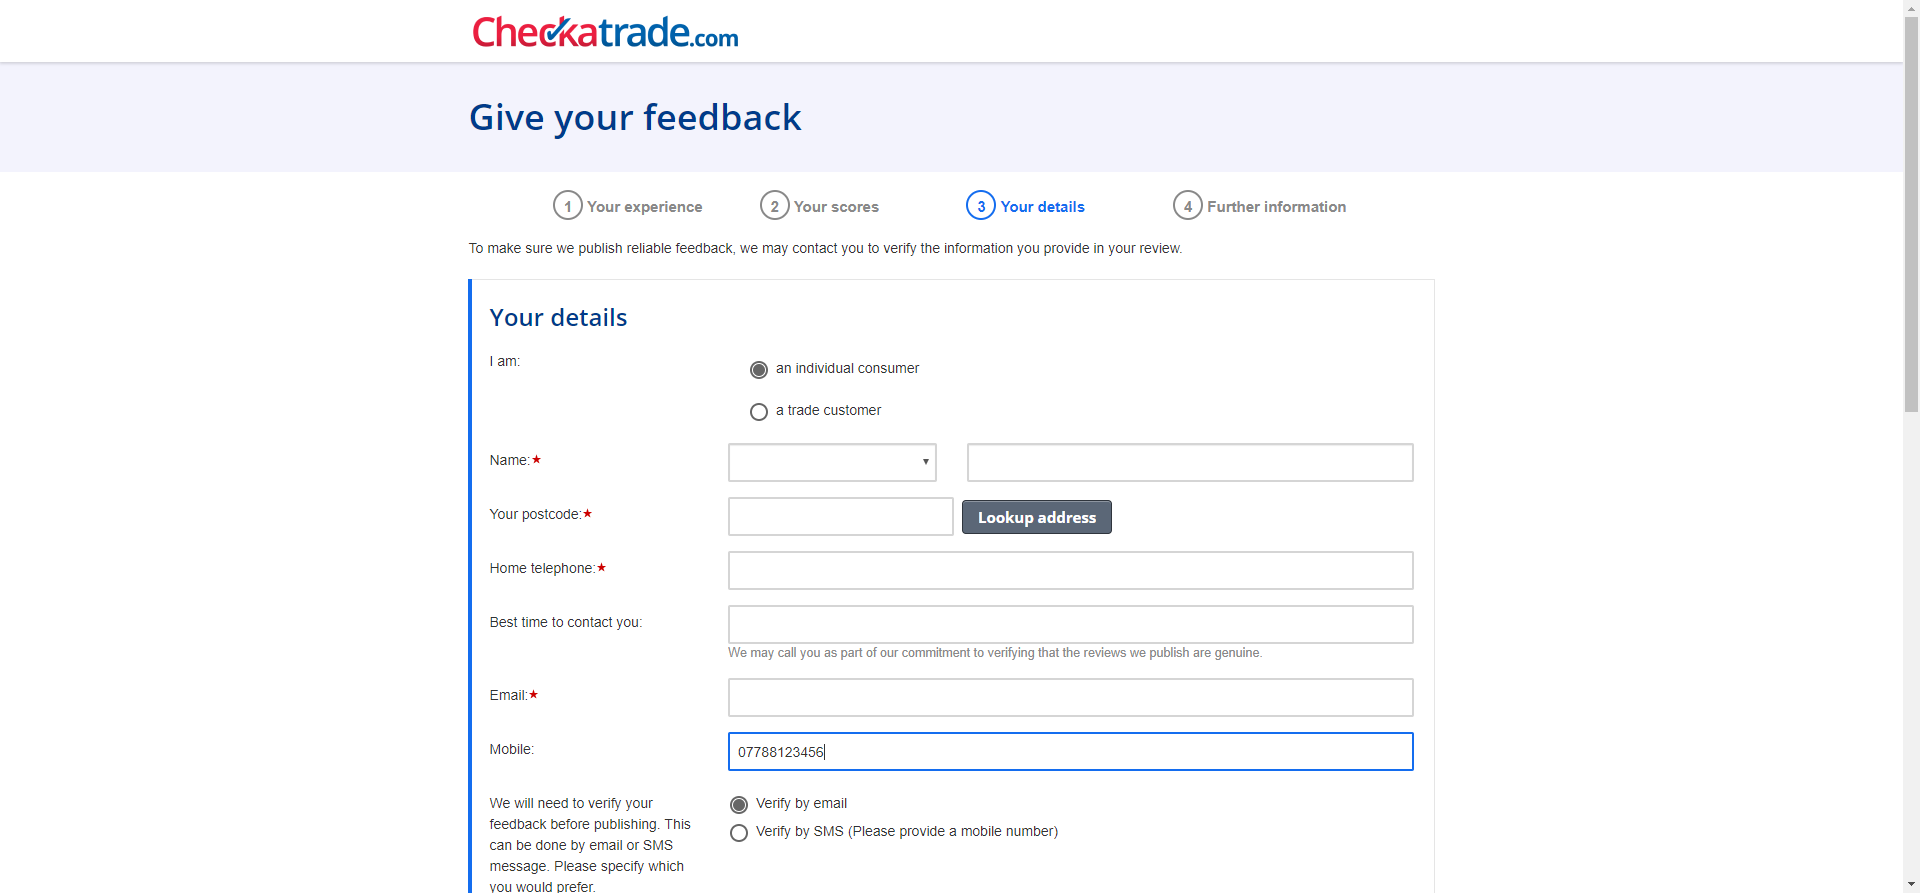 Checkatrade.com
Give your feedback
1 Your experience 2 Your scores 3 Your details 4 Further information
To make sure we publish reliable feedback, we may contact you to verify the information you provide in your review.
Your details
I am:
an individual consumer
a trade customer
Name:★
Your postcode:★ Lookup address
Home telephone:★
Best time to contact you:
We may call you as part of our commitment to verifying that the reviews we publish are genuine.
Email:★
Mobile: 07788123456
We will need to verify your
feedback before publishing. This
can be done by email or SMS
message. Please specify which
you would prefer.
Verify by email
Verify by SMS (Please provide a mobile number)